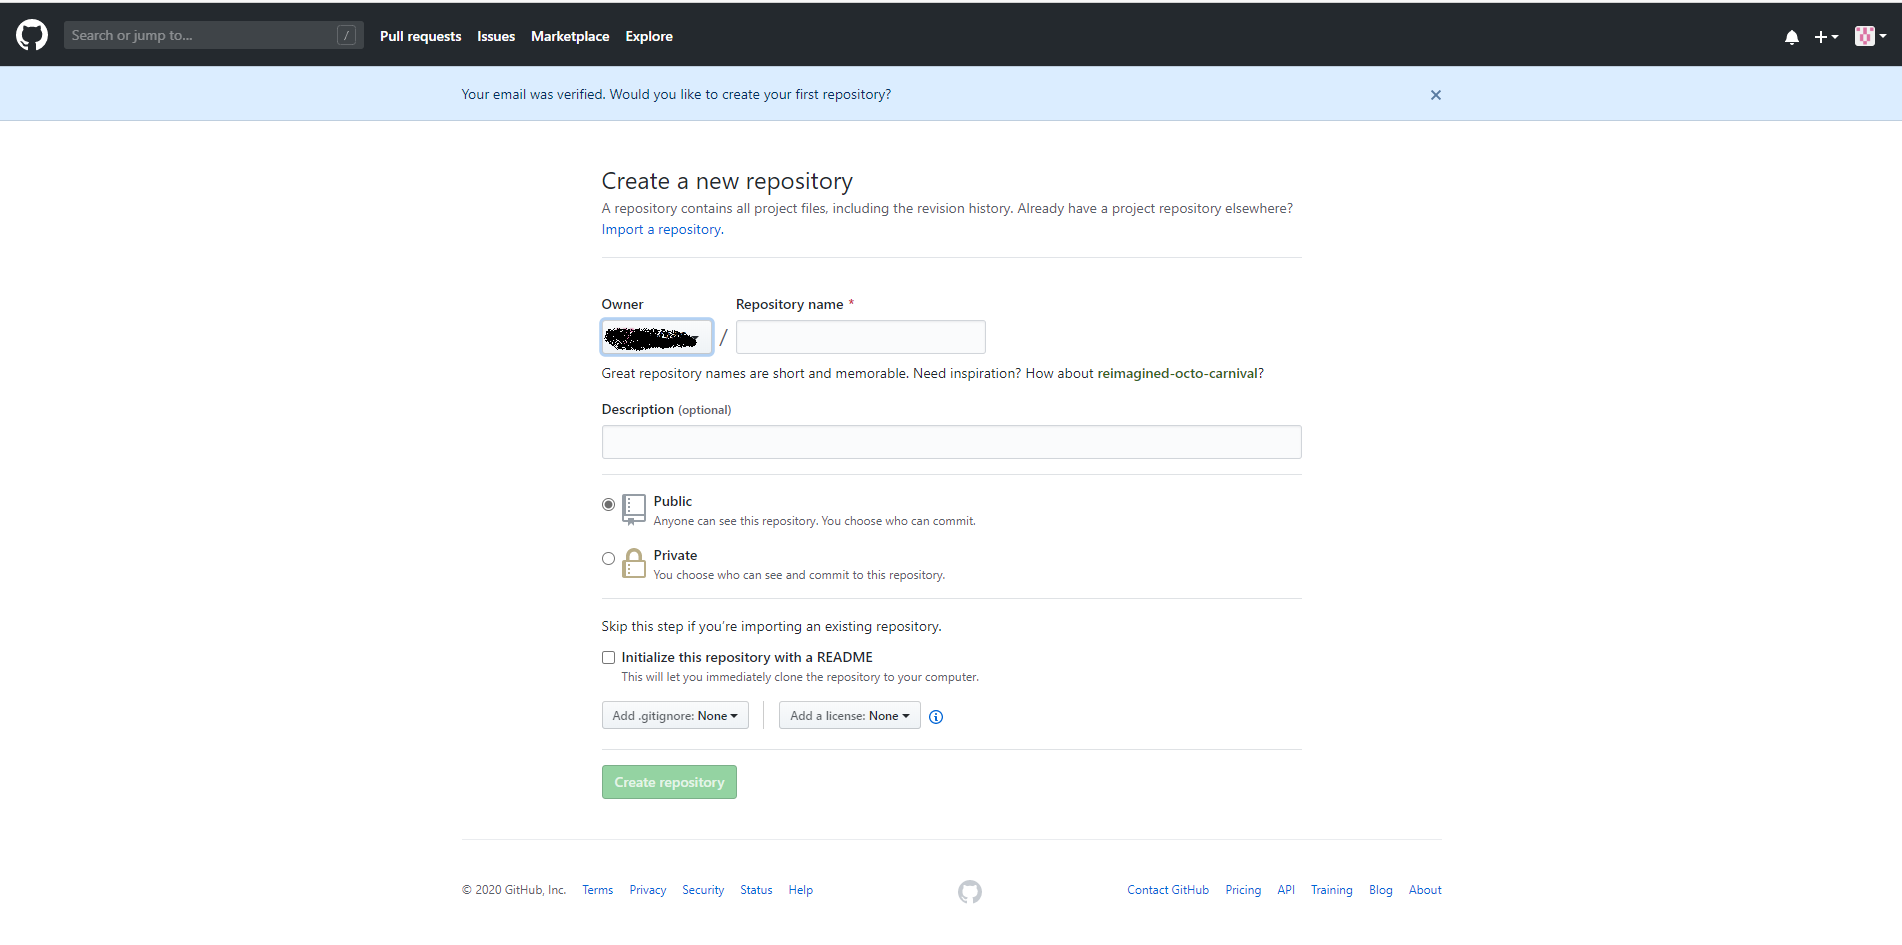 Search or jump to... /
Pull requests Issues Marketplace Explore
Your email was verified. Would you like to create your first repository?
Create a new repository
A repository contains all project files, including the revision history. Already have a project repository elsewhere?
Import a repository.
Owner Repository name *
/
Great repository names are short and memorable. Need inspiration? How about reimagined-octo-carnival?
Description (optional)
Public
Anyone can see this repository. You choose who can commit.
Private
You choose who can see and commit to this repository.
Skip this step if you're importing an existing repository.
Initialize this repository with a README
This will let you immediately clone the repository to your computer.
Add .gitignore: None Add a license: None
Create repository
© 2020 GitHub, Inc. Terms Privacy Security Status Help Contact GitHub Pricing API Training Blog About